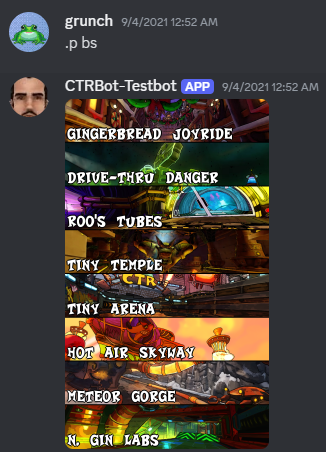 grunch 9/4/2021 12:52 AM
.p bs
CTRBot-Testbot APP 9/4/2021 12:52 AM
GINGERBREAD JOYRIDE
DRIVE-THRU DANGER
ROO'S TUBES
TINY TEMPLE
CTR
TINY ARENA
HOT AIR SKYWAY
METEOR GORGE
N. GIN LABS